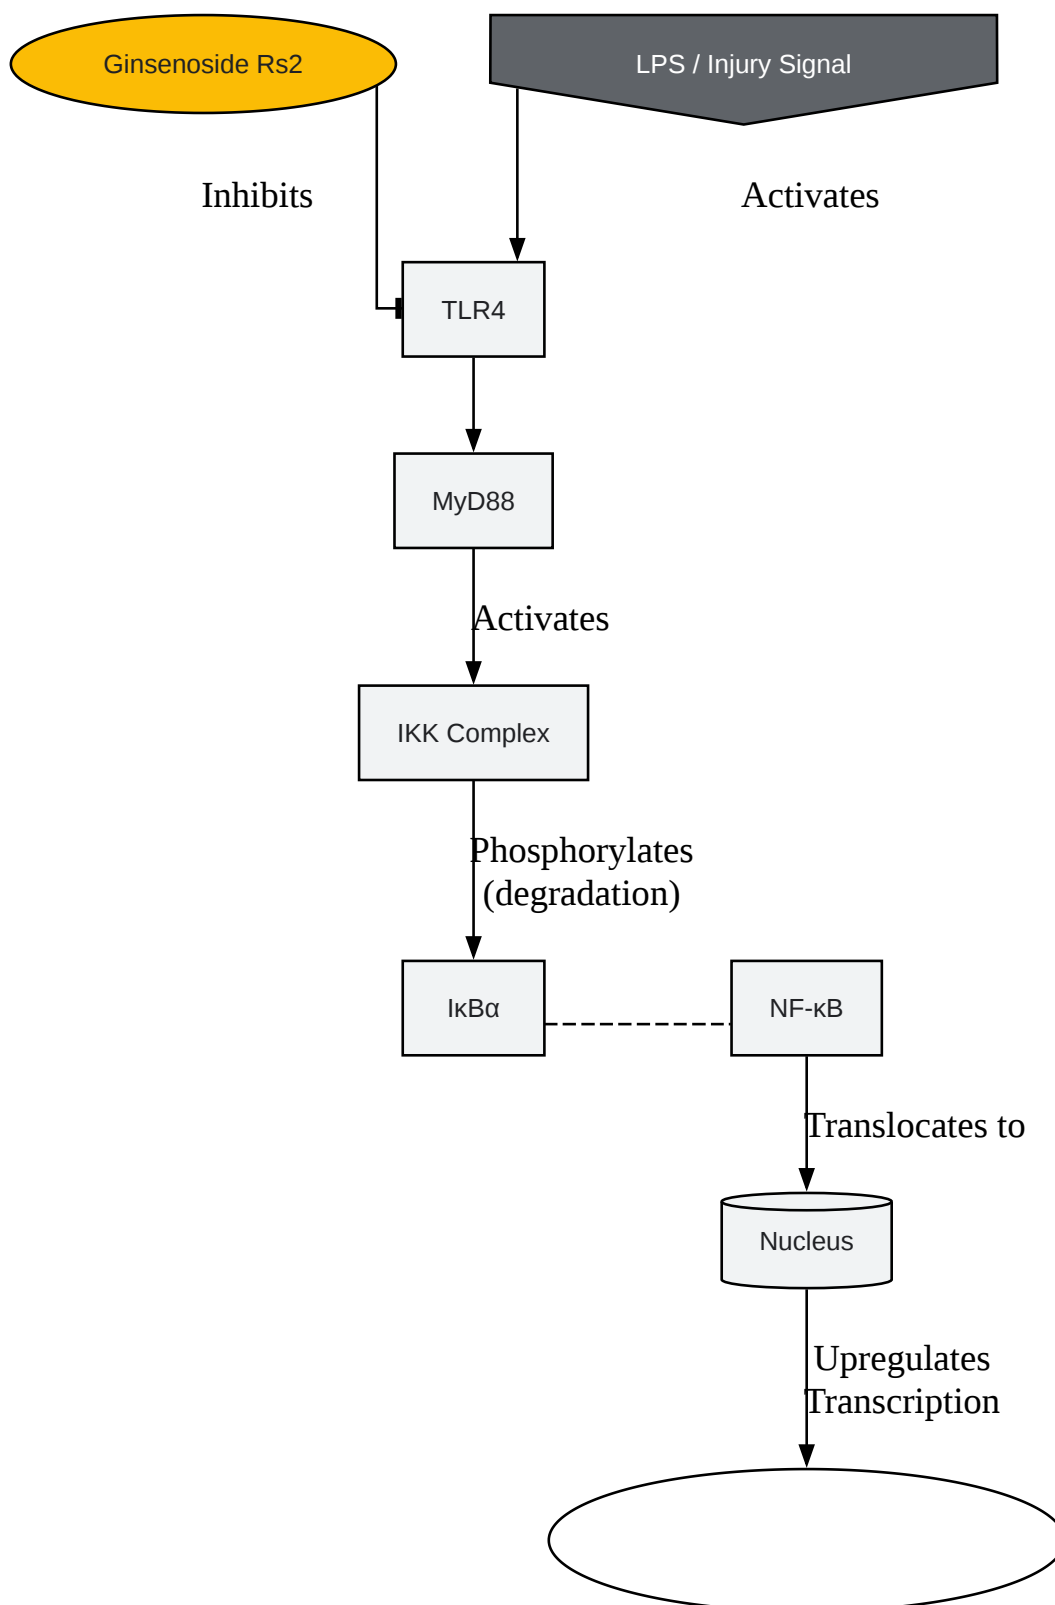 Ginsenoside Rs2
LPS / Injury Signal
Inhibits
Activates
TLR4
MyD88
Activates
IKK Complex
Phosphorylates
(degradation)
IκBα
NF-κB
Translocates to
Nucleus
Upregulates
Transcription